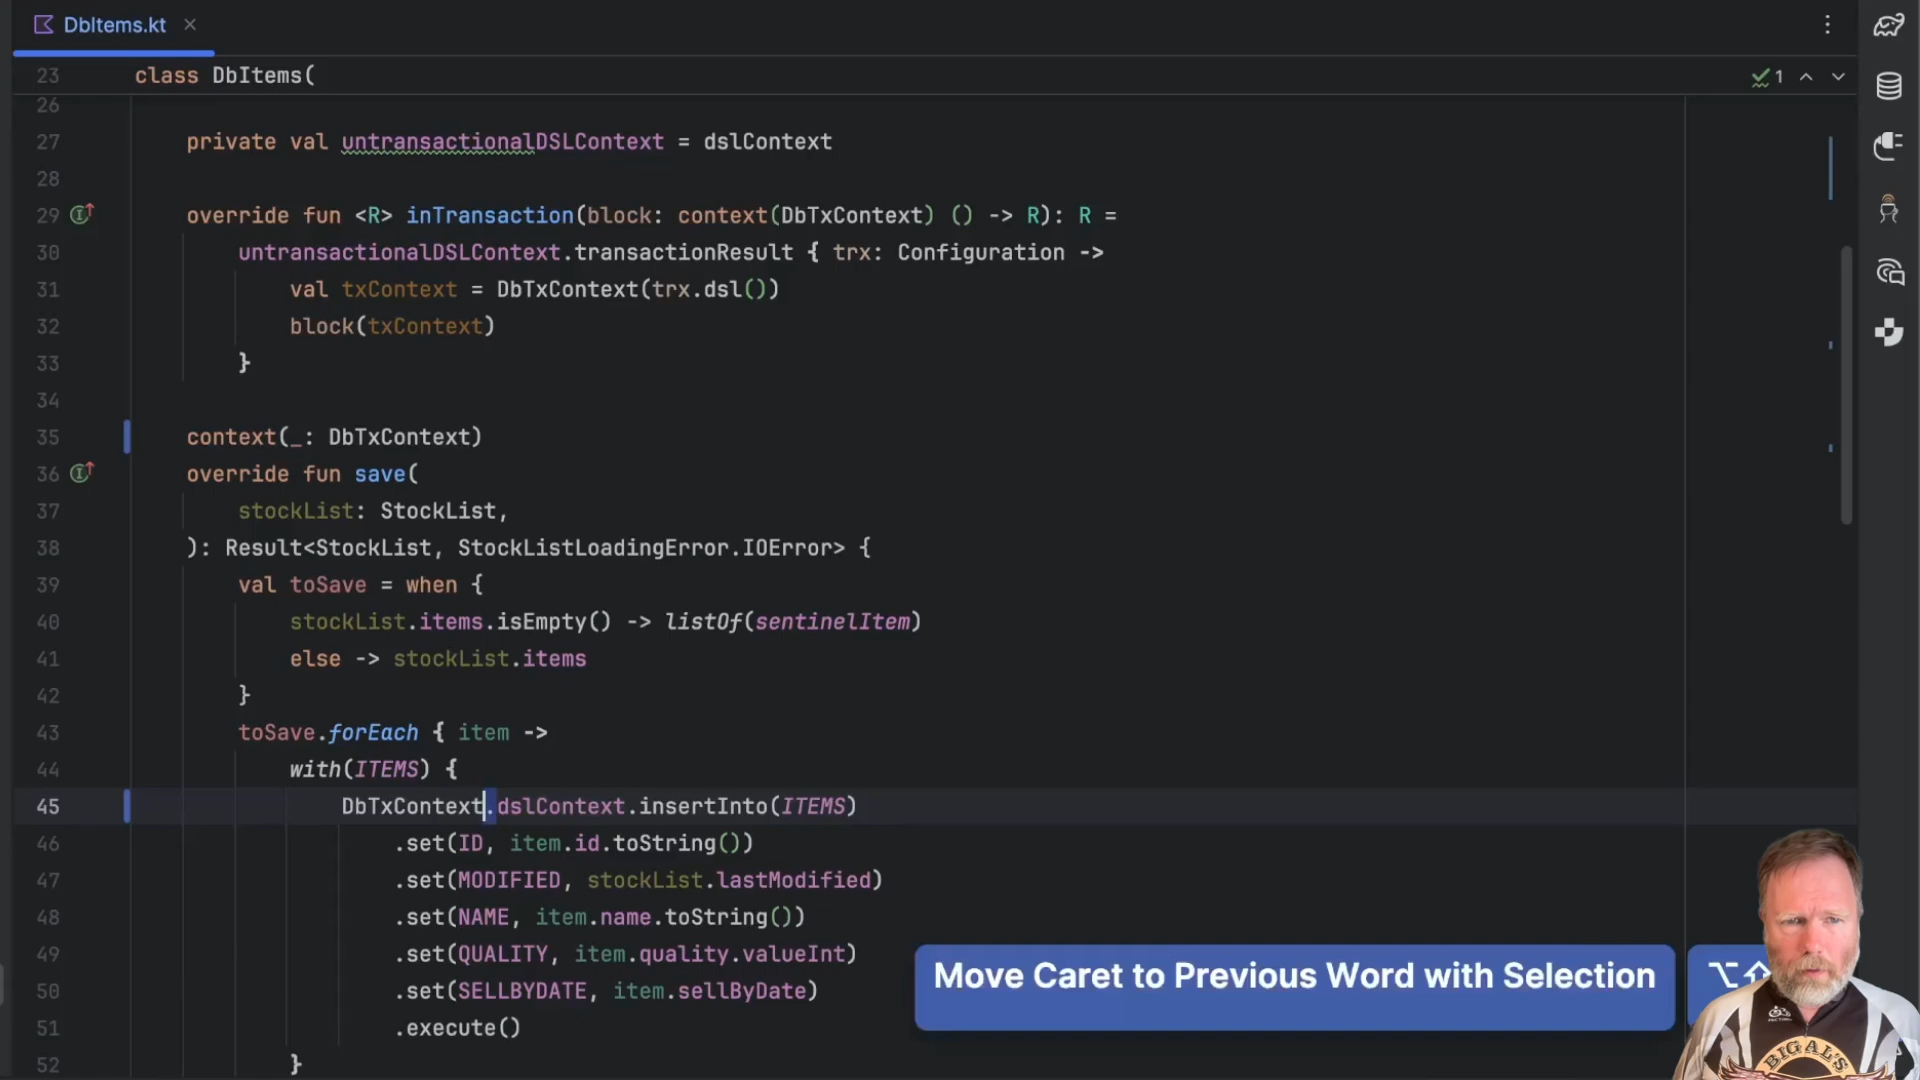 DbItems.kt
23 class DbItems(
1
26
27 private val untransactionalDSLContext = dslContext
28
29 override fun <R> inTransaction(block: context(DbTxContext) () -> R): R =
30 untransactionalDSLContext.transactionResult { trx: Configuration ->
31 val txContext = DbTxContext(trx.dsl())
32 block(txContext)
33 }
34
35 context(_: DbTxContext)
36 override fun save(
37 stockList: StockList,
38 ): Result<StockList, StockListLoadingError.IOError> {
39 val toSave = when {
40 stockList.items.isEmpty() -> listOf(sentinelItem)
41 else -> stockList.items
42 }
43 toSave.forEach { item ->
44 with(ITEMS) {
45 DbTxContext.dslContext.insertInto(ITEMS)
46 .set(ID, item.id.toString())
47 .set(MODIFIED, stockList.lastModified)
48 .set(NAME, item.name.toString())
49 .set(QUALITY, item.quality.valueInt)
50 .set(SELLBYDATE, item.sellByDate)
51 .execute()
52 }
Move Caret to Previous Word with Selection
⌥⇧
BIG AL'S